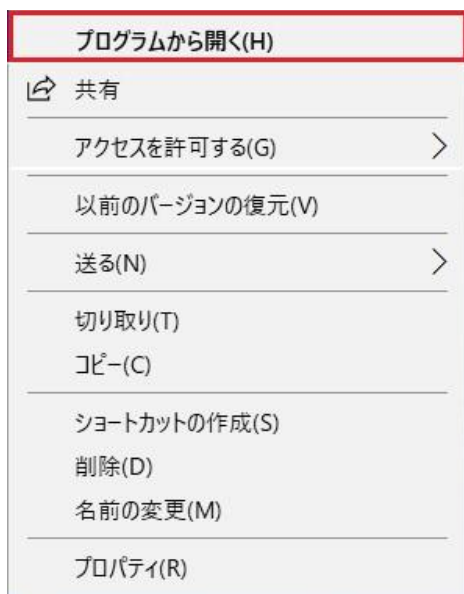 プログラムから開く(H)
共有
アクセスを許可する(G)
以前のバージョンの復元(V)
送る(N)
切り取り(T)
コピー(C)
ショートカットの作成(S)
削除(D)
名前の変更(M)
プロパティ(R)